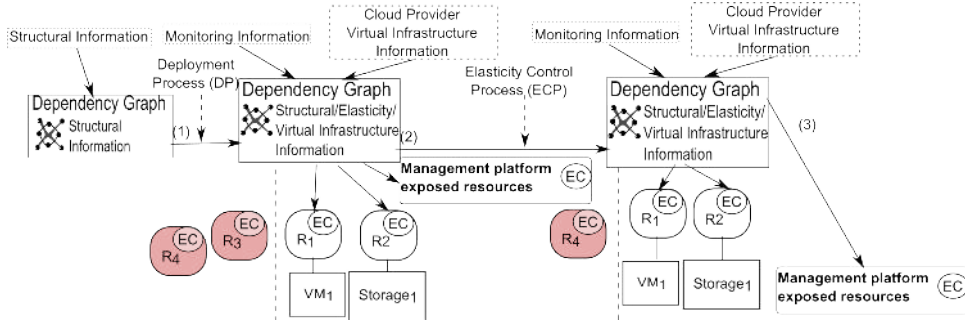 Structural Information
Monitoring Information
Cloud Provider
Virtual Infrastructure
Information
Deployment
Process (DP)
Dependency Graph
Structural
Information
(1)
Dependency Graph
Structural/Elasticity/
Virtual Infrastructure
Information
(2)
Elasticity Control
Process (ECP)
Management platform
exposed resources
EC
Monitoring Information
Cloud Provider
Virtual Infrastructure
Information
Dependency Graph
Structural/Elasticity/
Virtual Infrastructure
Information
(3)
EC
R4
EC
R3
EC
R1
EC
R2
VM1
Storage1
EC
R4
EC
R1
EC
R2
VM1
Storage1
Management platform
exposed resources
EC